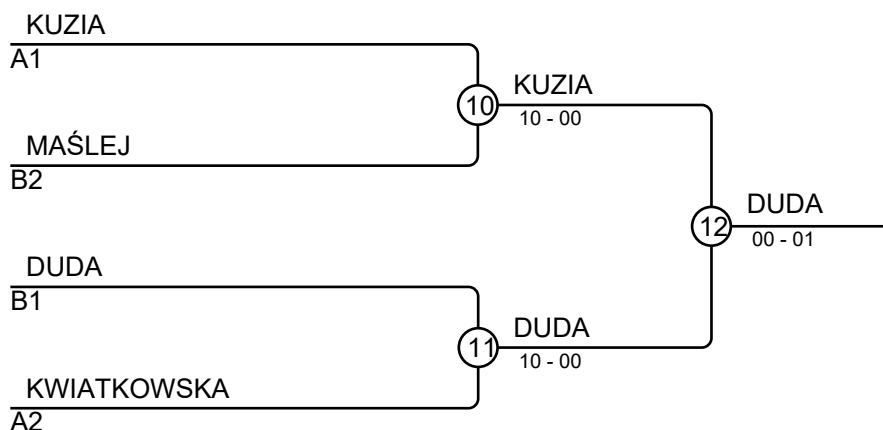 KUZIA
A1
10
KUZIA
10 - 00
MAŚLEJ
B2
12
DUDA
00 - 01
DUDA
B1
11
DUDA
10 - 00
KWIATKOWSKA
A2